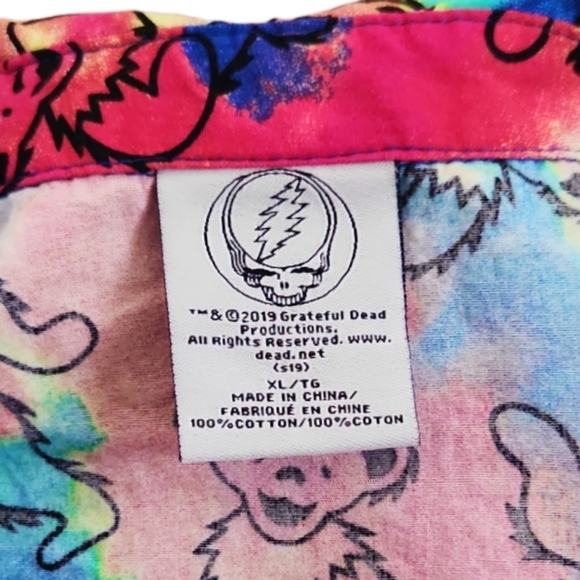 ™&©2019 Grateful Dead
Productions.
All Rights Reserved. www.
dead.net
(s19)
XL/TG
MADE IN CHINA/
FABRIQUÉ EN CHINE
100%COTTON/100%COTON